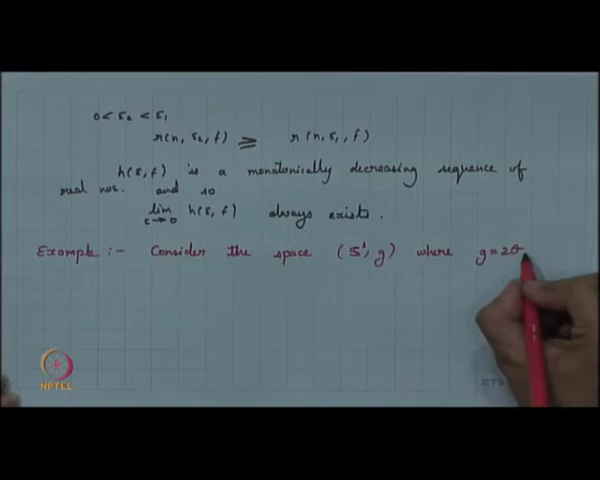 0 < ε₂ < ε₁
r(n, ε₂, f) ≥ r(n, ε₁, f)
h(ε, f) is a monotonically decreasing sequence of
real nos. and so
lim ε→0 h(ε, f) always exists.
Example :- Consider the space (S¹, g) where g = 2θ
NPTEL